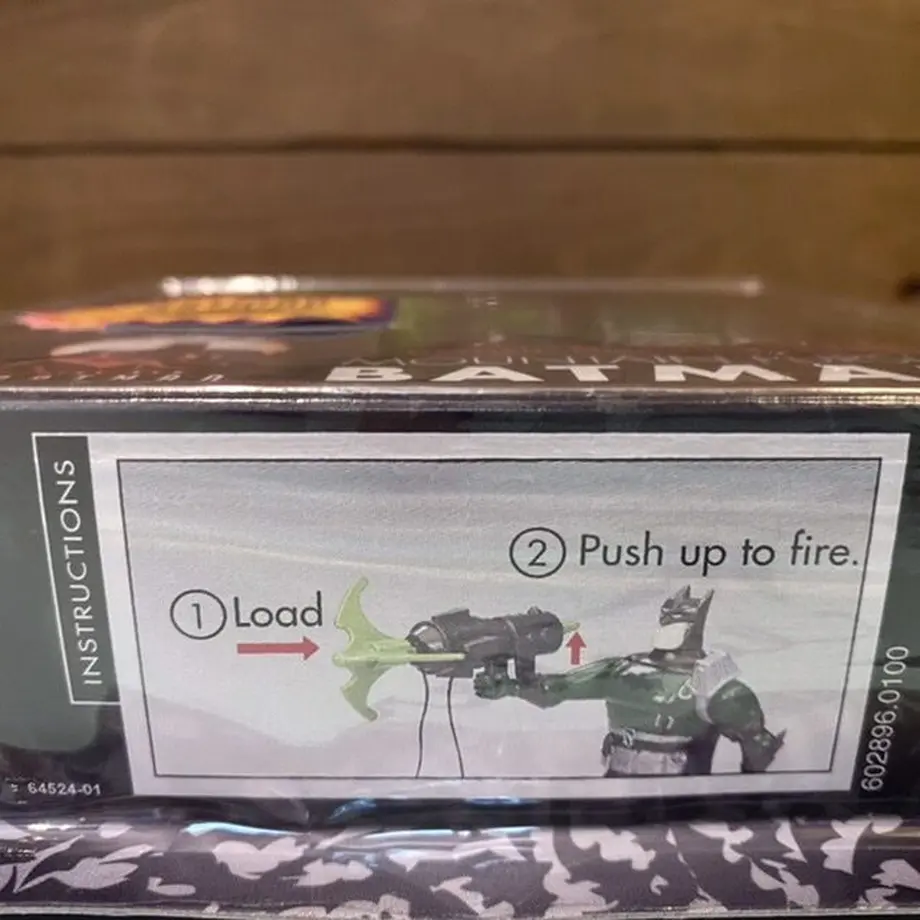 BATMA
INSTRUCTIONS
2 Push up to fire.
1 Load
602896.0100
64524-01